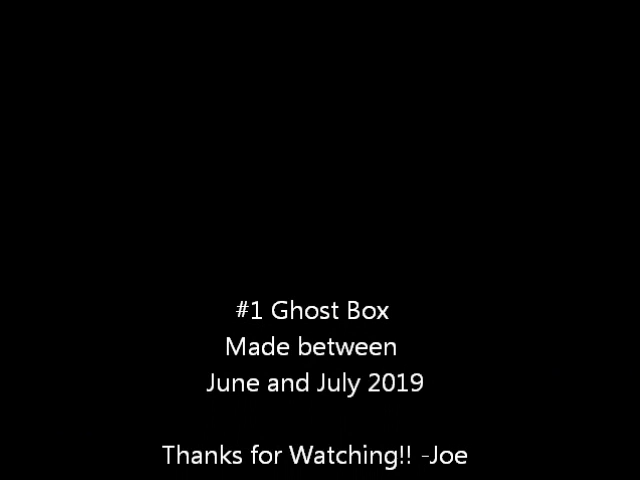 #1 Ghost Box
Made between
June and July 2019
Thanks for Watching!! -Joe